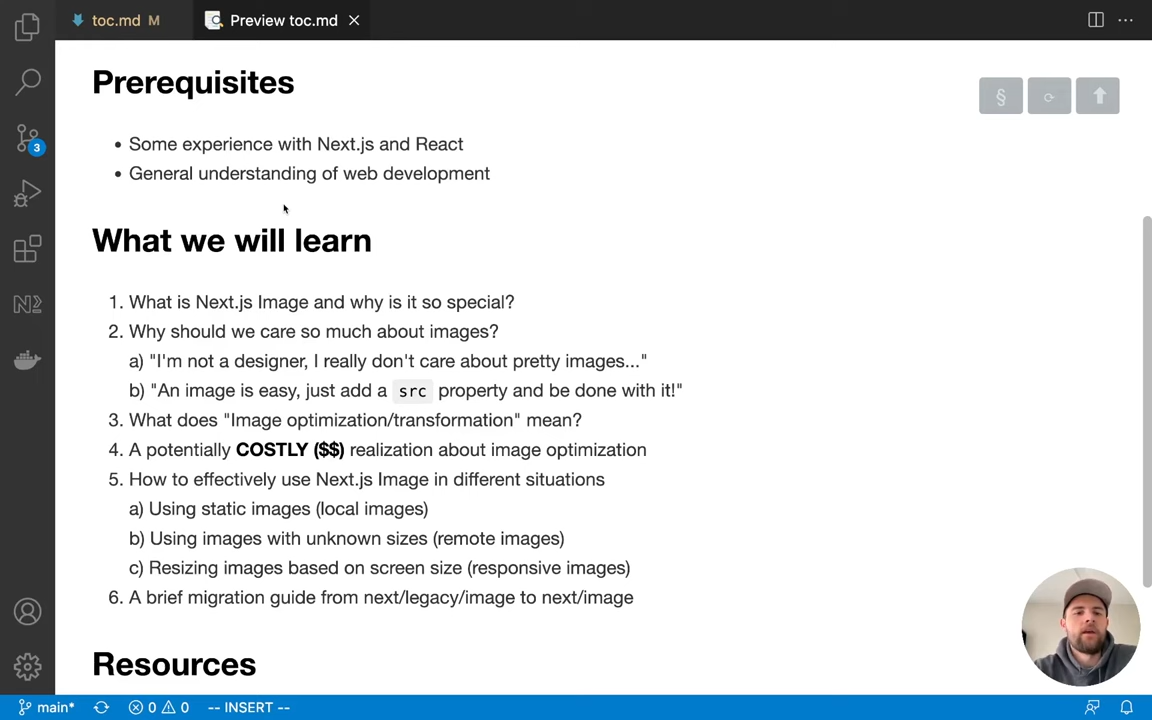 toc.md M
Preview toc.md
Prerequisites
• Some experience with Next.js and React
• General understanding of web development
What we will learn
1. What is Next.js Image and why is it so special?
2. Why should we care so much about images?
a) "I'm not a designer, I really don't care about pretty images..."
b) "An image is easy, just add a src property and be done with it!"
3. What does "Image optimization/transformation" mean?
4. A potentially COSTLY ($$) realization about image optimization
5. How to effectively use Next.js Image in different situations
a) Using static images (local images)
b) Using images with unknown sizes (remote images)
c) Resizing images based on screen size (responsive images)
6. A brief migration guide from next/legacy/image to next/image
Resources
§
3
main*
0
0
-- INSERT --